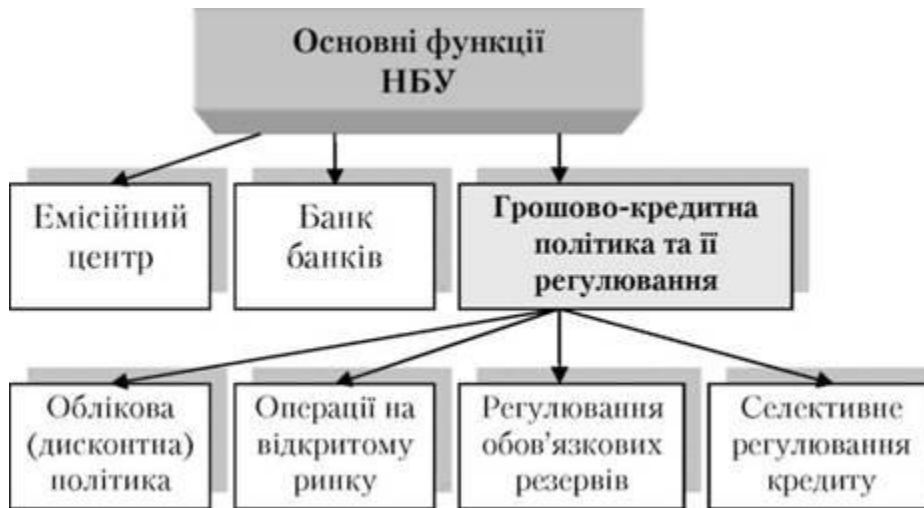 Основні функції
НБУ
Емісійний
центр
Банк
банків
Грошово-кредитна
політика та її
регулювання
Облікова
(дисконтна)
політика
Операції на
відкритого
ринку
Регулювання
обов’язкових
резервів
Селективне
регулювання
кредиту